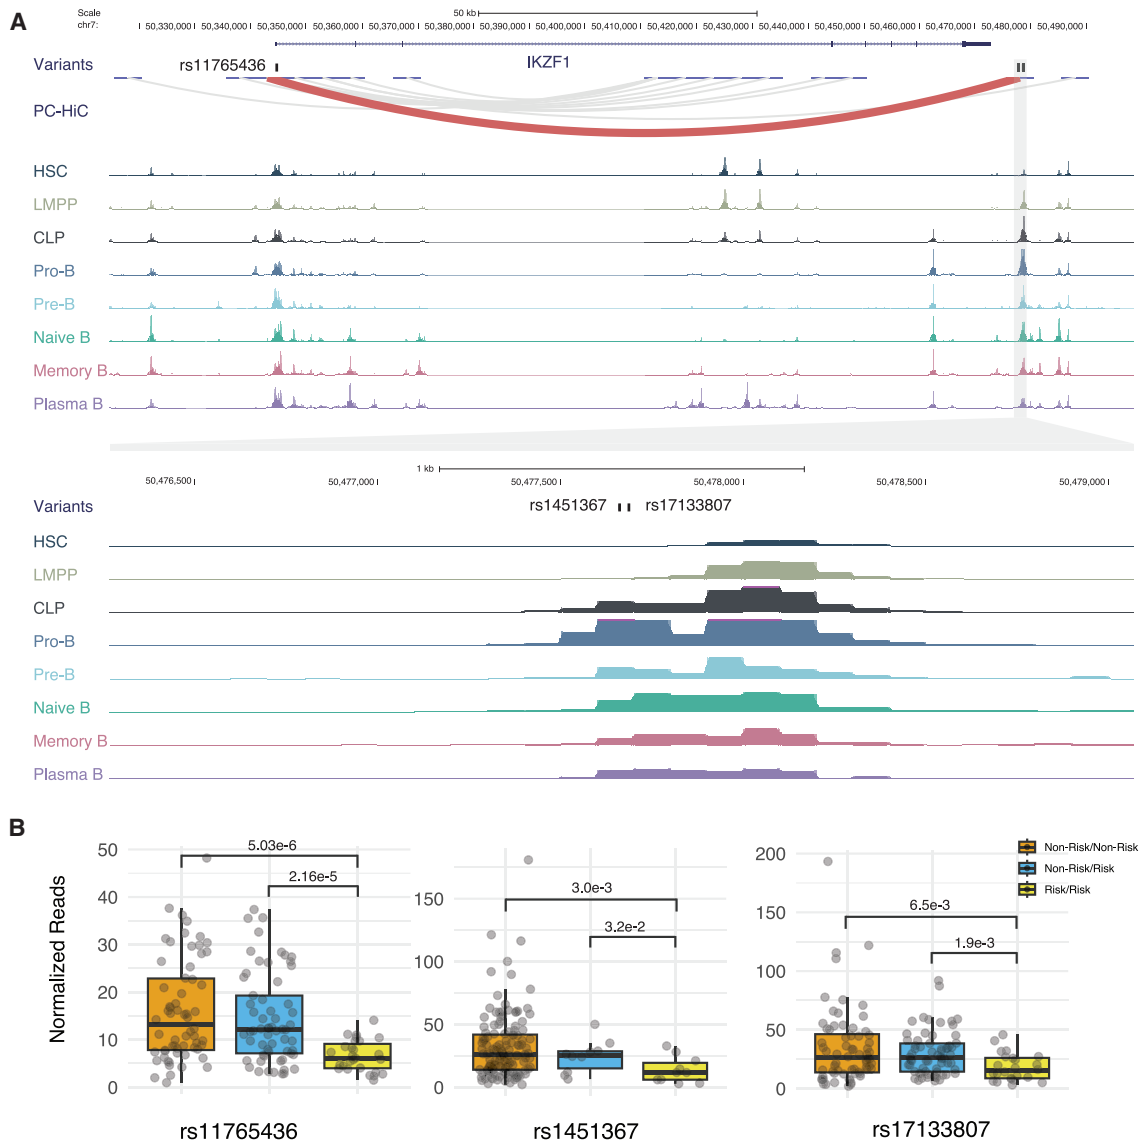 A
Scale
50 kb
chr7:
50,330,000 50,340,000 50,350,000 50,360,000 50,370,000 50,380,000 50,390,000 50,400,000 50,410,000 50,420,000 50,430,000 50,440,000 50,450,000 50,460,000 50,470,000 50,480,000 50,490,000
Variants rs11765436 IKZF1
PC-HiC
HSC
LMPP
CLP
Pro-B
Pre-B
Naive B
Memory B
Plasma B
1 kb
50,476,500 50,477,000 50,477,500 50,478,000 50,478,500 50,479,000
Variants rs1451367 rs17133807
HSC
LMPP
CLP
Pro-B
Pre-B
Naive B
Memory B
Plasma B
B
Normalized Reads
50
40
30
20
10
0
5.03e-6
2.16e-5
rs11765436
150
100
50
0
3.0e-3
3.2e-2
rs1451367
200
150
100
50
0
6.5e-3
1.9e-3
rs17133807
Non-Risk/Non-Risk
Non-Risk/Risk
Risk/Risk